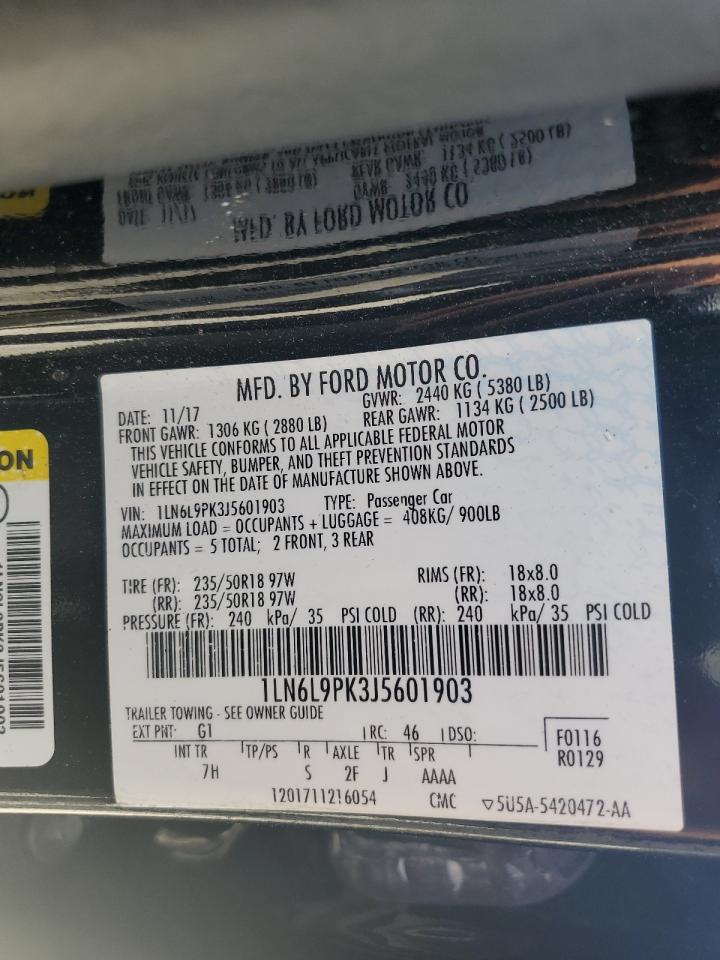 MFD. BY FORD MOTOR CO.
DATE: 11/17 GVWR: 2440 KG ( 5380 LB)
FRONT GAWR: 1306 KG ( 2880 LB) REAR GAWR: 1134 KG ( 2500 LB)
THIS VEHICLE CONFORMS TO ALL APPLICABLE FEDERAL MOTOR
VEHICLE SAFETY, BUMPER, AND THEFT PREVENTION STANDARDS
IN EFFECT ON THE DATE OF MANUFACTURE SHOWN ABOVE.
VIN: 1LN6L9PK3J5601903 TYPE: Passenger Car
MAXIMUM LOAD = OCCUPANTS + LUGGAGE = 408KG/ 900LB
OCCUPANTS = 5 TOTAL; 2 FRONT, 3 REAR
TIRE (FR): 235/50R18 97W RIMS (FR): 18x8.0
(RR): 235/50R18 97W (RR): 18x8.0
PRESSURE (FR): 240 kPa/ 35 PSI COLD (RR): 240 kPa/ 35 PSI COLD
1LN6L9PK3J5601903
TRAILER TOWING - SEE OWNER GUIDE
EXT PNT: G1 RC: 46 DSO: F0116
INT TR TP/PS R AXLE TR SPR R0129
7H S 2F J AAAA
1201711216054 CMC ▽5U5A-5420472-AA